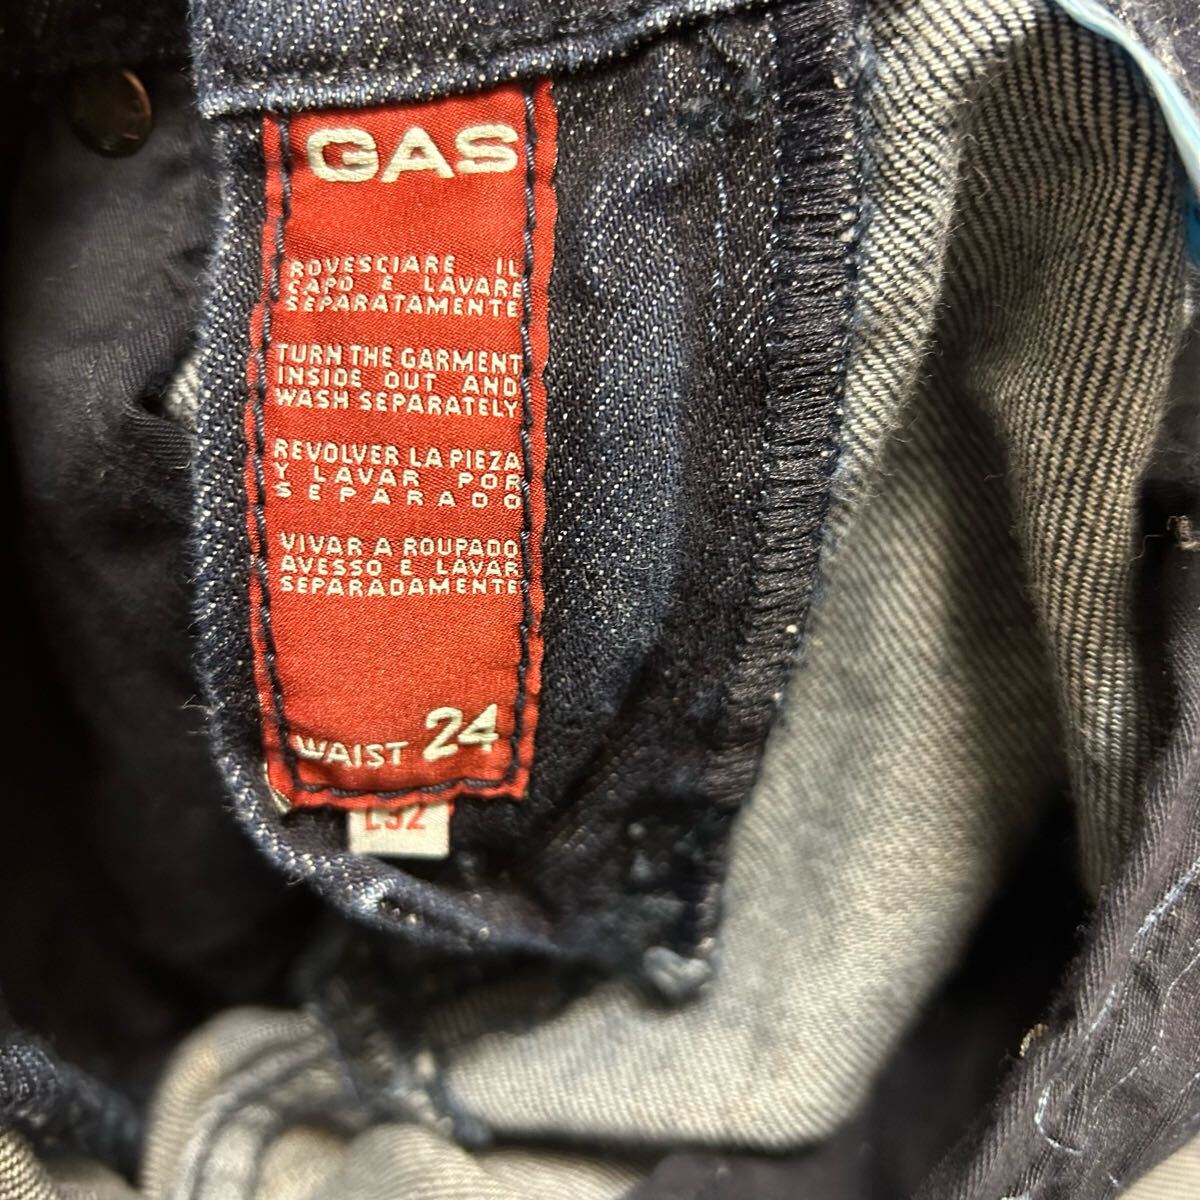 GAS
ROVESCIARE IL
CAPO E LAVARE
SEPARATAMENTE
TURN THE GARMENT
INSIDE OUT AND
WASH SEPARATELY
REVOLVER LA PIEZA
Y LAVAR POR
SEPARADO
VIVAR A ROUPADO
AVESSO E LAVAR
SEPARADAMENTE
WAIST 24
L32